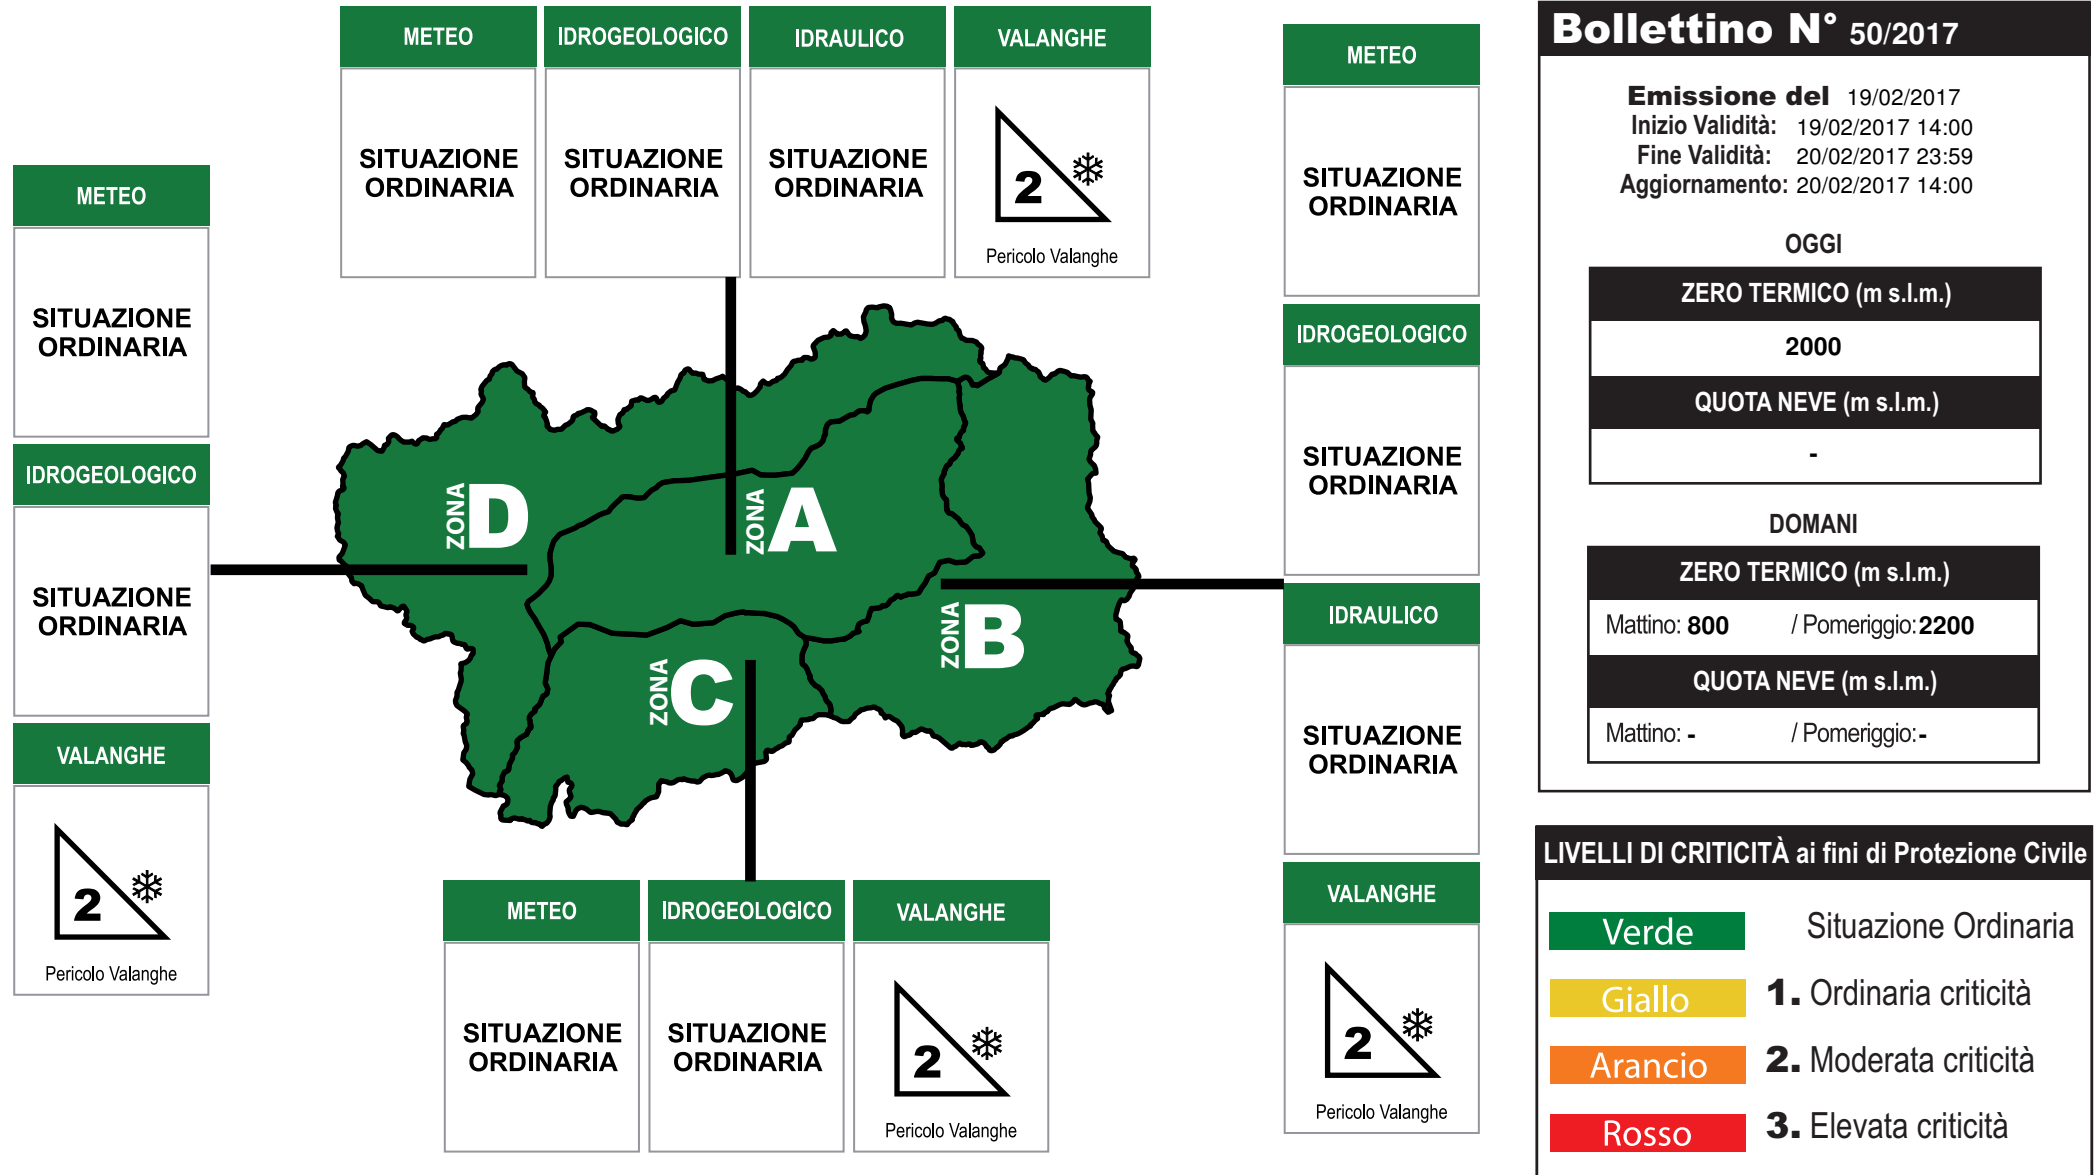 METEO
IDROGEOLOGICO
IDRAULICO
VALANGHE
SITUAZIONE
ORDINARIA
SITUAZIONE
ORDINARIA
SITUAZIONE
ORDINARIA
2
Pericolo Valanghe
METEO
SITUAZIONE
ORDINARIA
IDROGEOLOGICO
SITUAZIONE
ORDINARIA
VALANGHE
2
Pericolo Valanghe
ZONA D
ZONA A
ZONA B
ZONA C
METEO
IDROGEOLOGICO
VALANGHE
SITUAZIONE
ORDINARIA
SITUAZIONE
ORDINARIA
2
Pericolo Valanghe
METEO
SITUAZIONE
ORDINARIA
IDROGEOLOGICO
SITUAZIONE
ORDINARIA
IDRAULICO
SITUAZIONE
ORDINARIA
VALANGHE
2
Pericolo Valanghe
Bollettino N° 50/2017
Emissione del 19/02/2017
Inizio Validità: 19/02/2017 14:00
Fine Validità: 20/02/2017 23:59
Aggiornamento: 20/02/2017 14:00
OGGI
ZERO TERMICO (m s.l.m.)
2000
QUOTA NEVE (m s.l.m.)
-
DOMANI
ZERO TERMICO (m s.l.m.)
Mattino: 800 / Pomeriggio: 2200
QUOTA NEVE (m s.l.m.)
Mattino: - / Pomeriggio: -
LIVELLI DI CRITICITÀ ai fini di Protezione Civile
Verde Situazione Ordinaria
Giallo 1. Ordinaria criticità
Arancio 2. Moderata criticità
Rosso 3. Elevata criticità